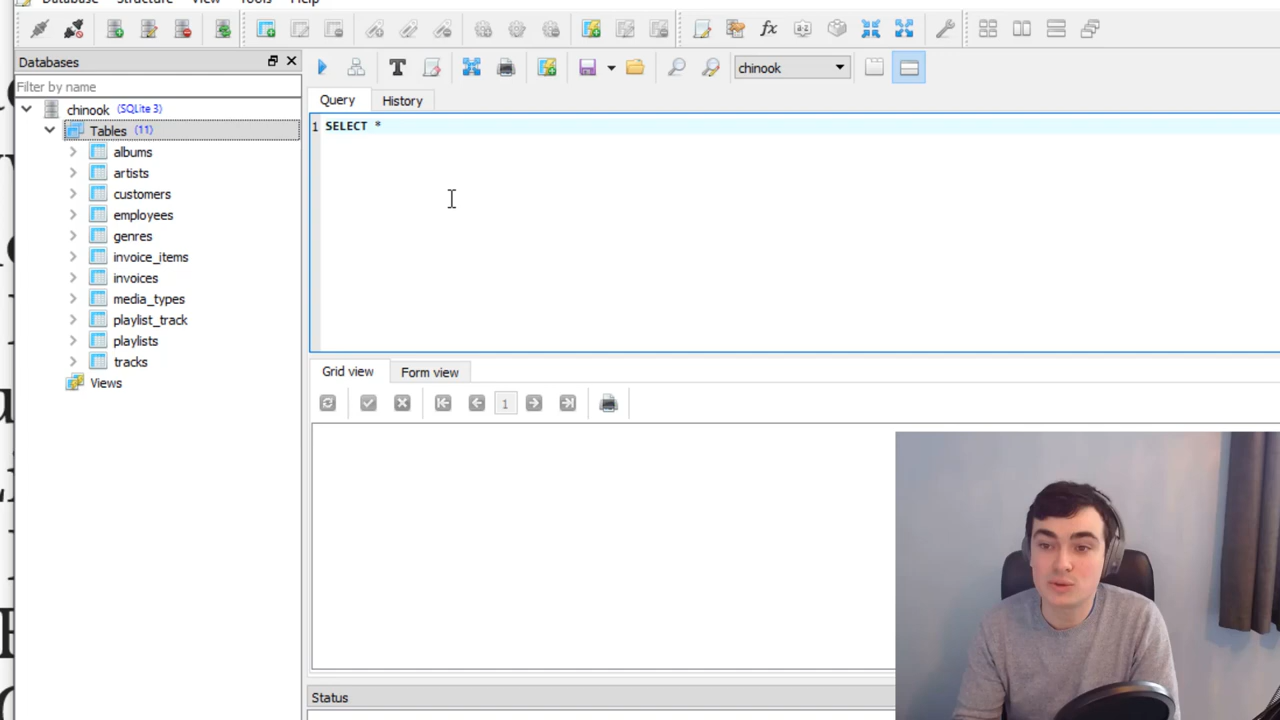 Database Structure View Tools Help
Databases
Filter by name
chinook (SQLite 3)
Tables (11)
albums
artists
customers
employees
genres
invoice_items
invoices
media_types
playlist_track
playlists
tracks
Views
chinook
Query History
1 SELECT *
Grid view Form view
1
Status